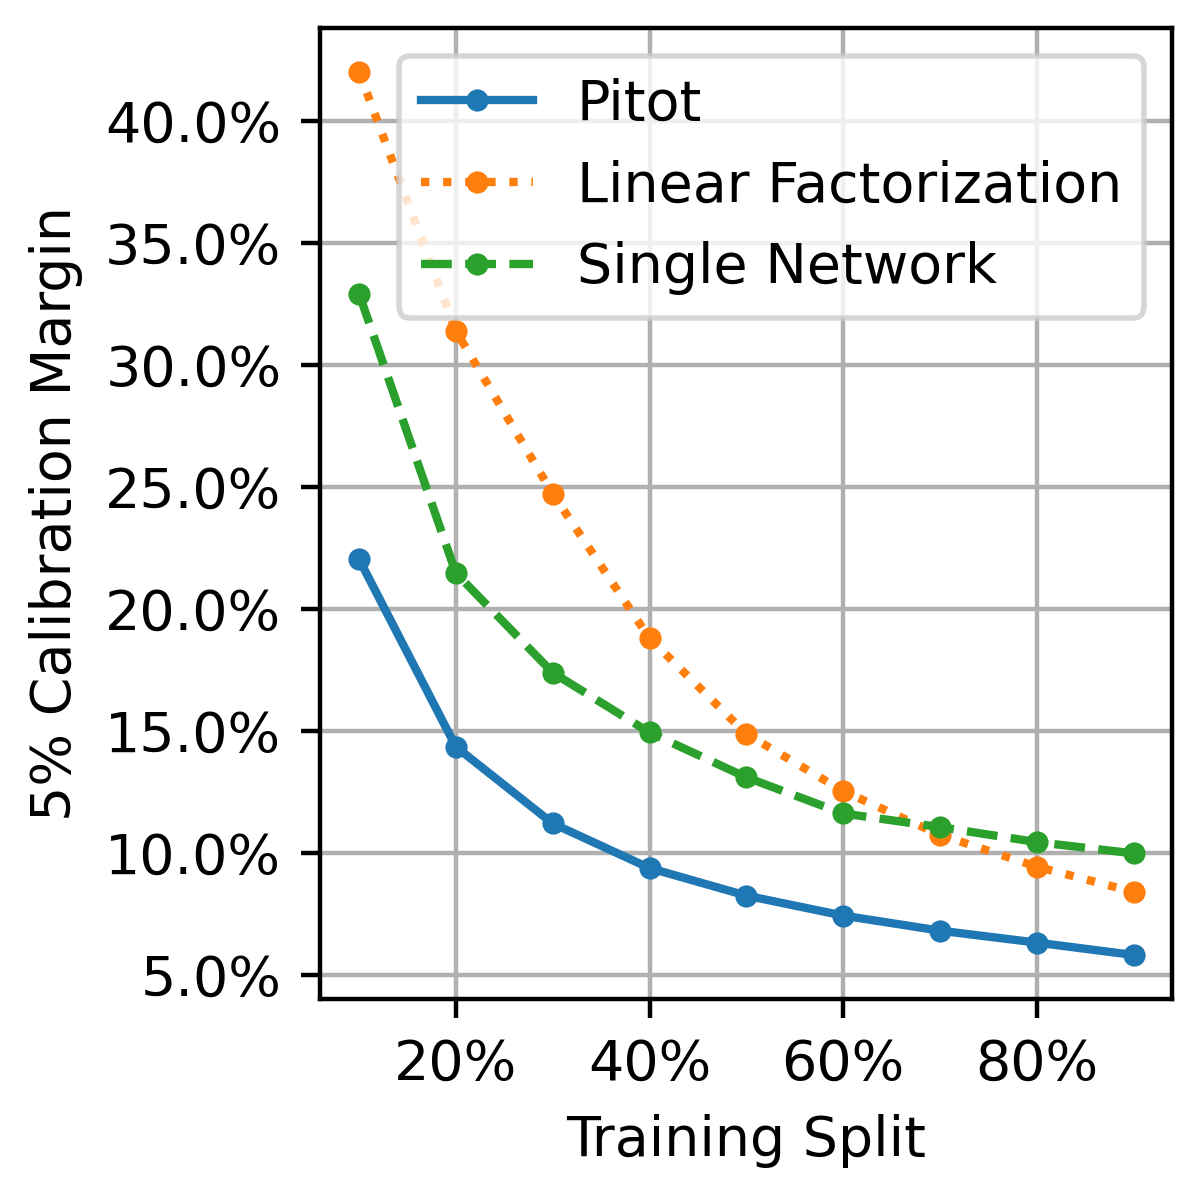 Pitot
Linear Factorization
Single Network
40.0%
35.0%
30.0%
25.0%
20.0%
15.0%
10.0%
5.0%
5% Calibration Margin
20% 40% 60% 80%
Training Split